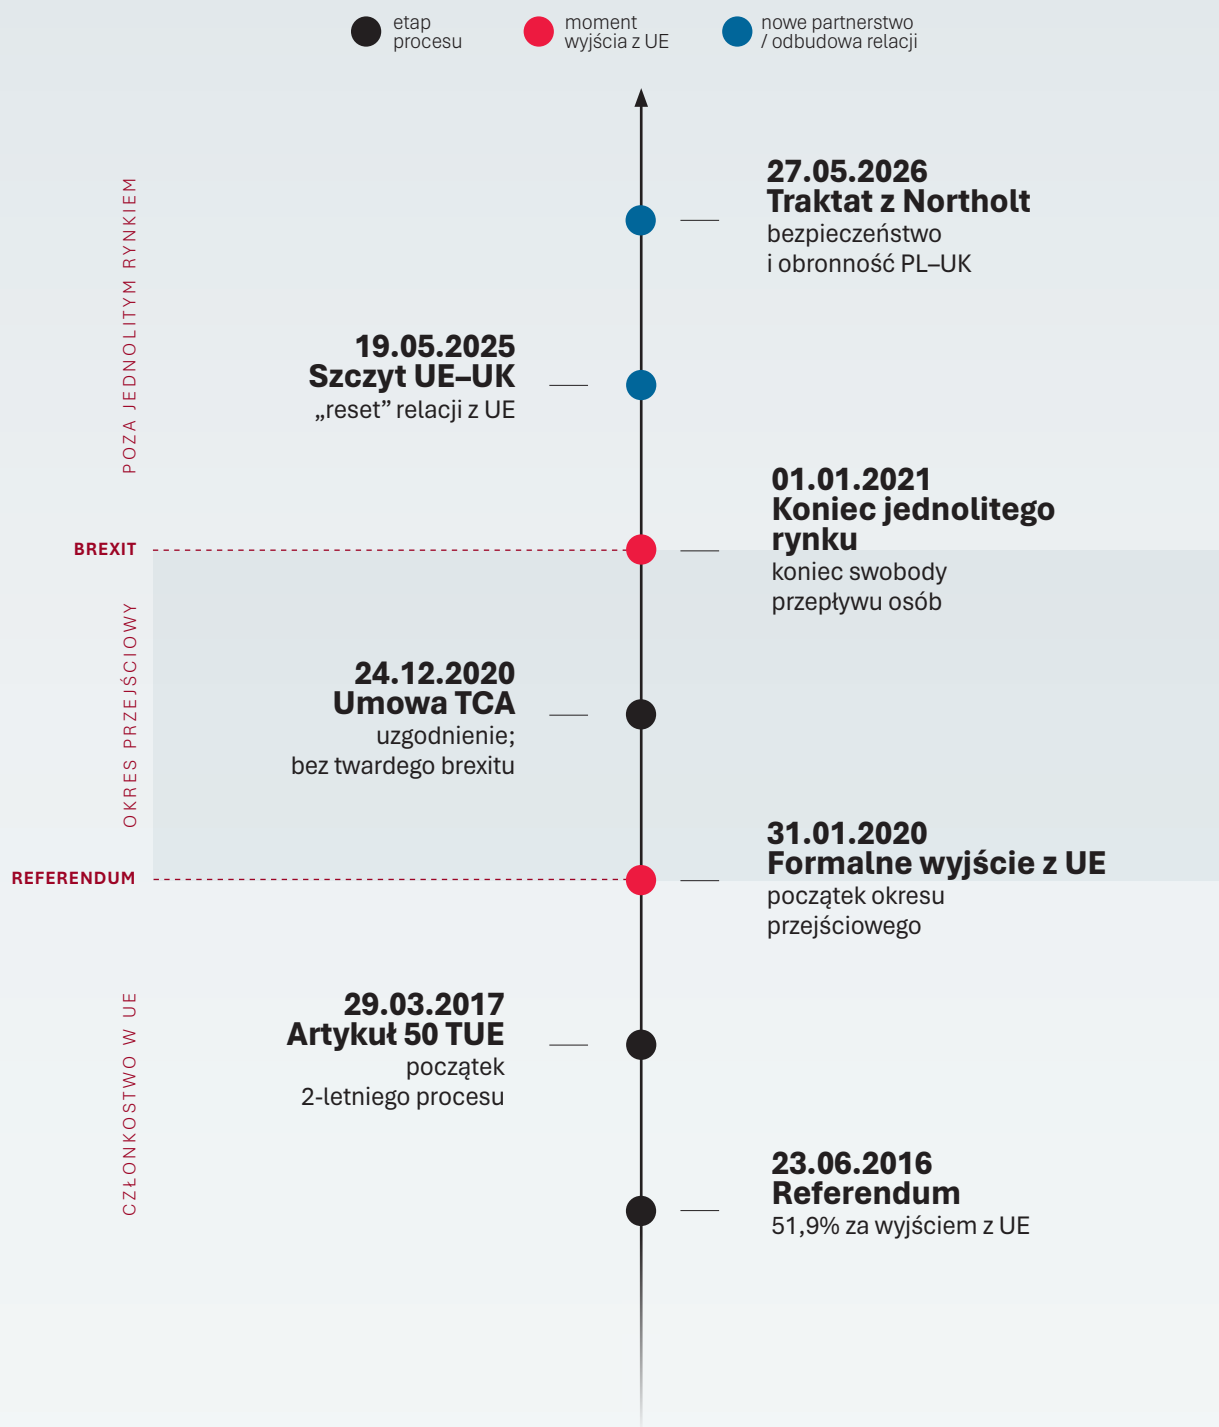 etap
procesu
moment
wyjścia z UE
nowe partnerstwo
/ odbudowa relacji
27.05.2026
Traktat z Northolt
bezpieczeństwo
i obronność PL–UK
POZA JEDNOLITYM RYNKIEM
19.05.2025
Szczyt UE–UK
„reset” relacji z UE
01.01.2021
Koniec jednolitego
rynku
koniec swobody
przepływu osób
BREXIT
OKRES PRZEJŚCIOWY
24.12.2020
Umowa TCA
uzgodnienie;
bez twardego brexitu
31.01.2020
Formalne wyjście z UE
początek okresu
przejściowego
REFERENDUM
CZŁONKOSTWO W UE
29.03.2017
Artykuł 50 TUE
początek
2-letniego procesu
23.06.2016
Referendum
51,9% za wyjściem z UE